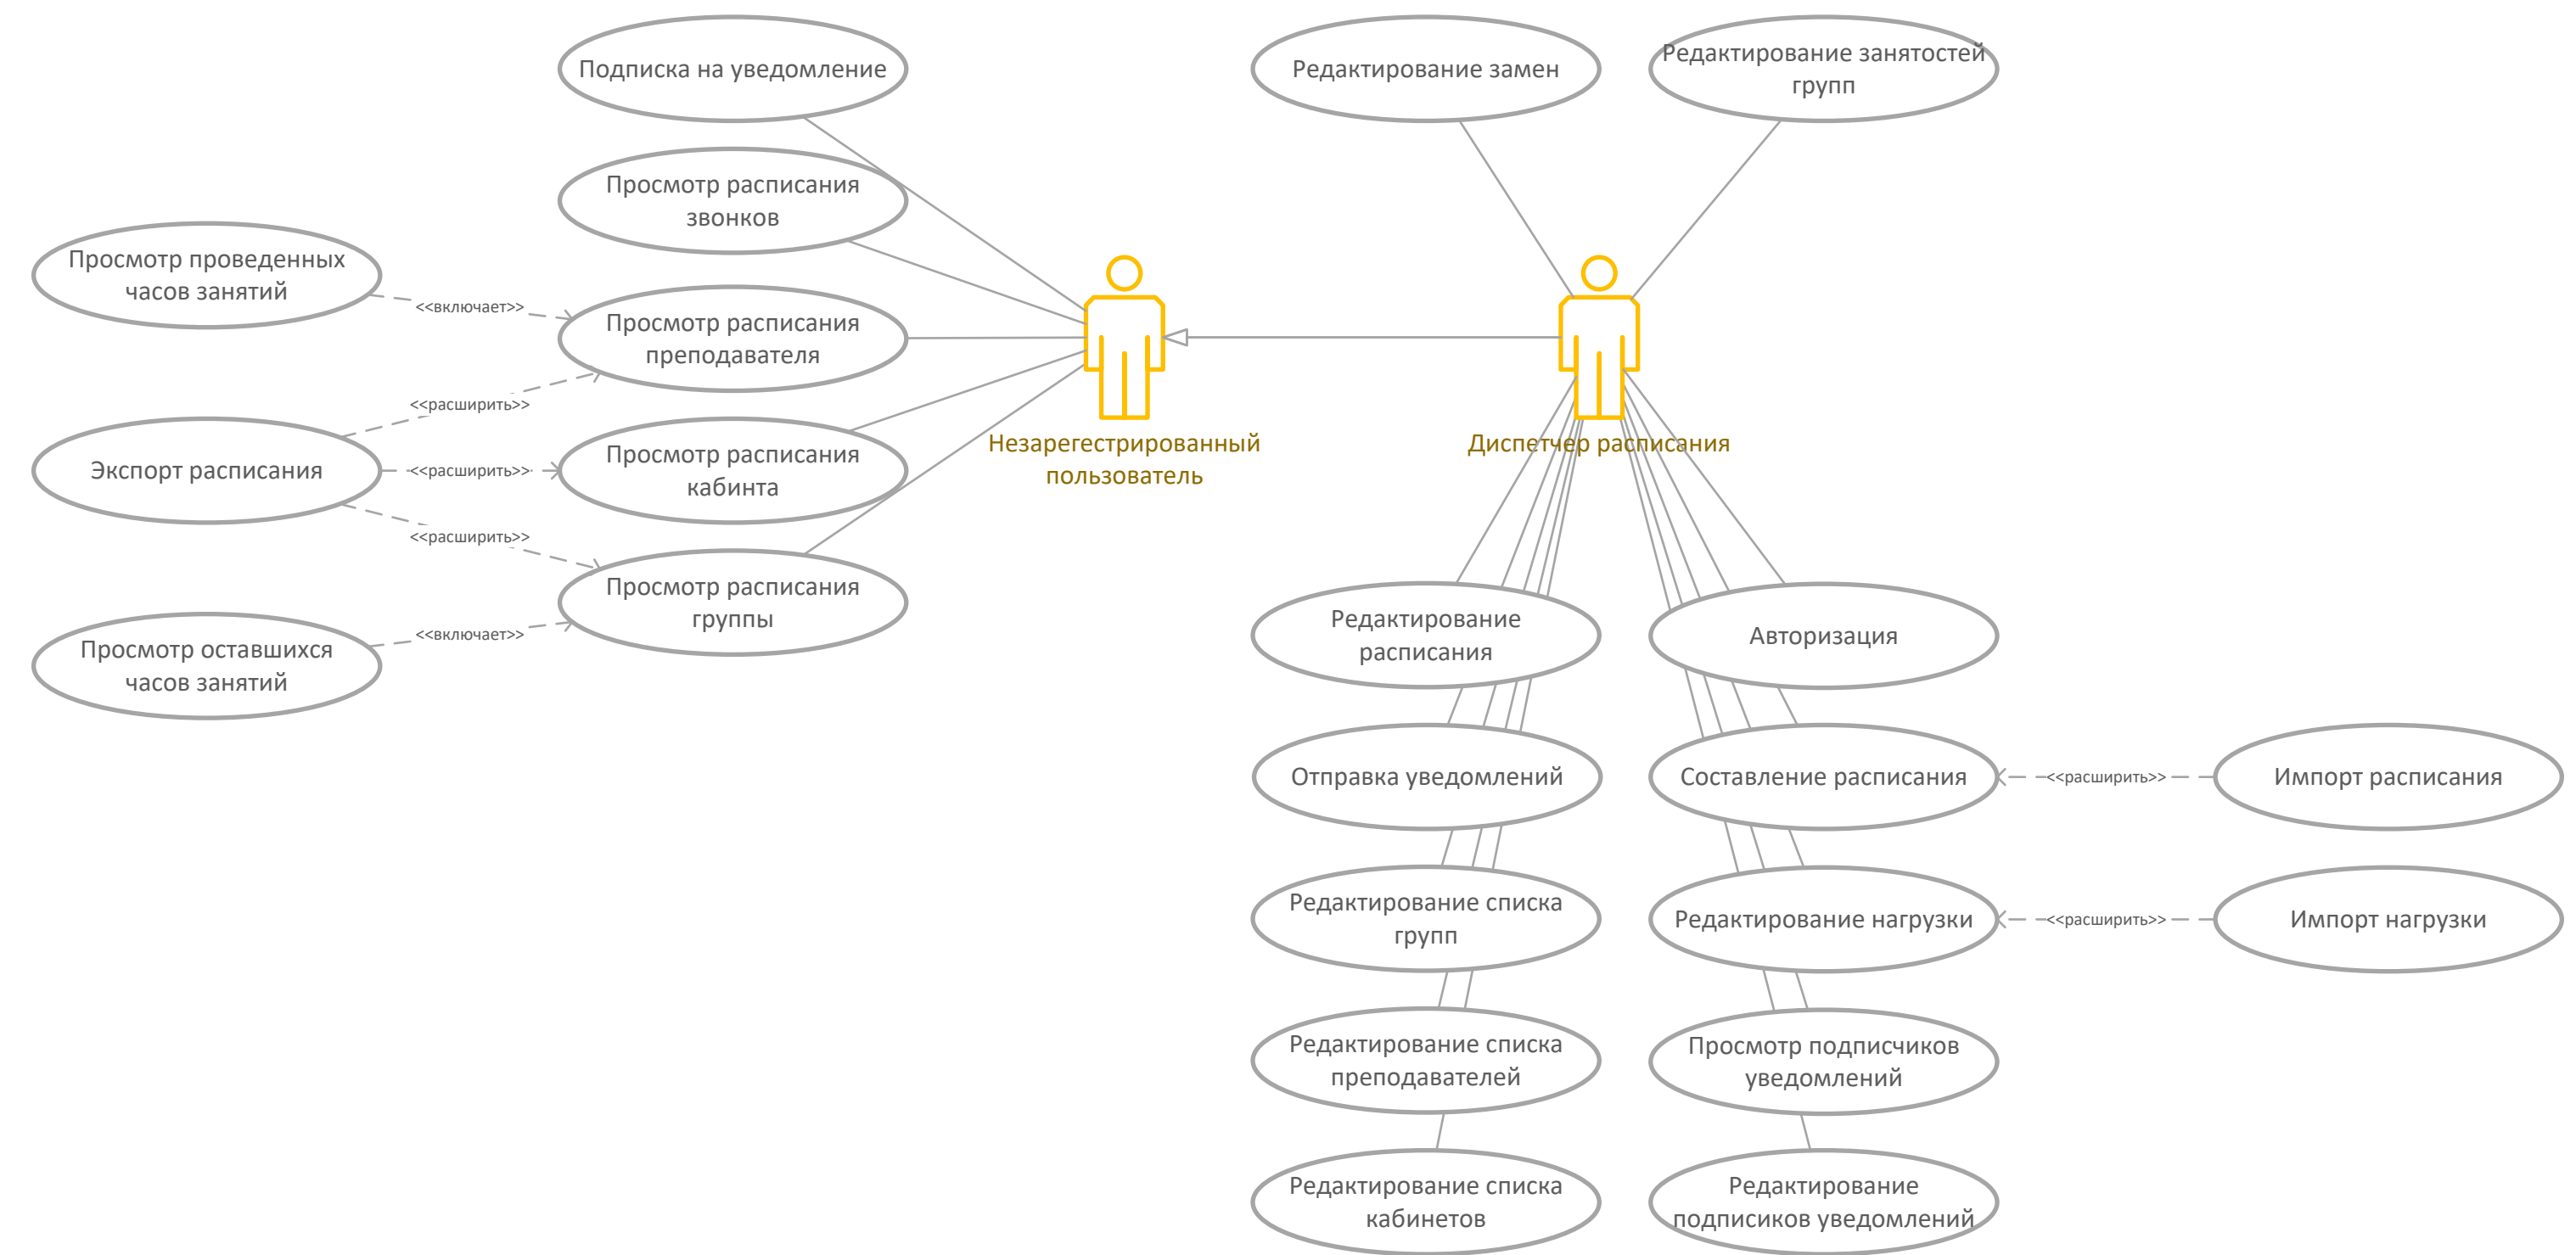 Подписка на уведомление
Редактирование замен
Редактирование занятостей
групп
Просмотр расписания
звонков
Просмотр проведенных
часов занятий
<<включает>>
Просмотр расписания
преподавателя
<<расширить>>
Экспорт расписания
<<расширить>>
Просмотр расписания
кабинта
<<расширить>>
Просмотр расписания
группы
<<включает>>
Просмотр оставшихся
часов занятий
Незарегестрированный
пользователь
Диспетчер расписания
Редактирование
расписания
Авторизация
Отправка уведомлений
Составление расписания
<<расширить>>
Импорт расписания
Редактирование списка
групп
Редактирование нагрузки
<<расширить>>
Импорт нагрузки
Редактирование списка
преподавателей
Просмотр подписчиков
уведомлений
Редактирование списка
кабинетов
Редактирование
подписиков уведомлений